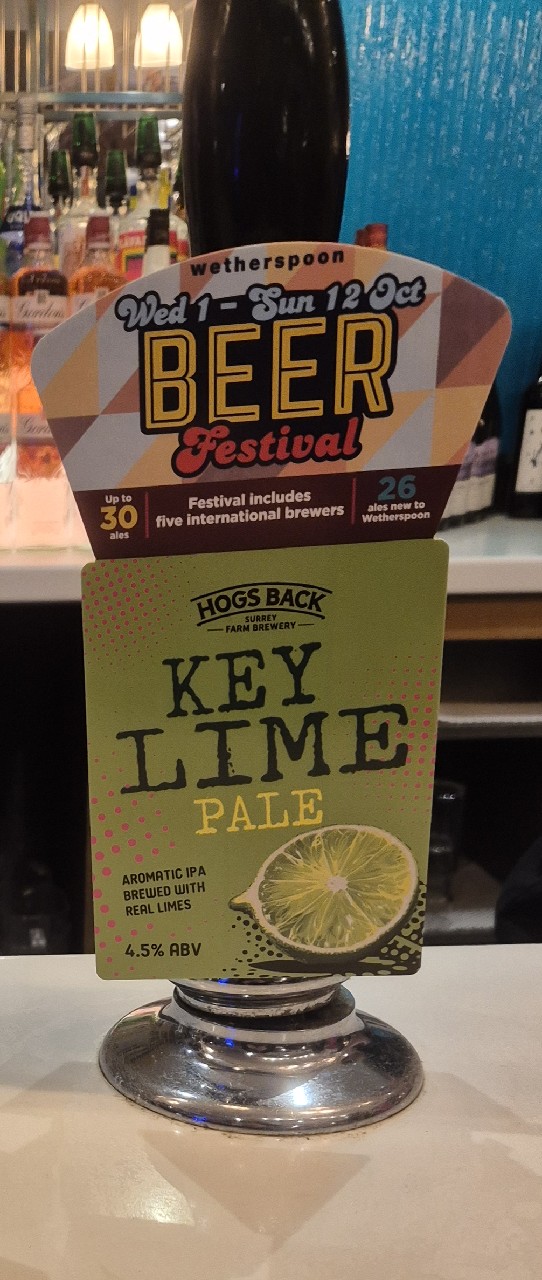 wetherspoon
Wed 1 - Sun 12 Oct
BEER
Festival
Up to
30
ales
Festival includes
five international brewers
26
ales new to
Wetherspoon
HOGS BACK
SURREY
FARM BREWERY
KEY
LIME
PALE
AROMATIC IPA
BREWED WITH
REAL LIMES
4.5% ABV
Gordon's